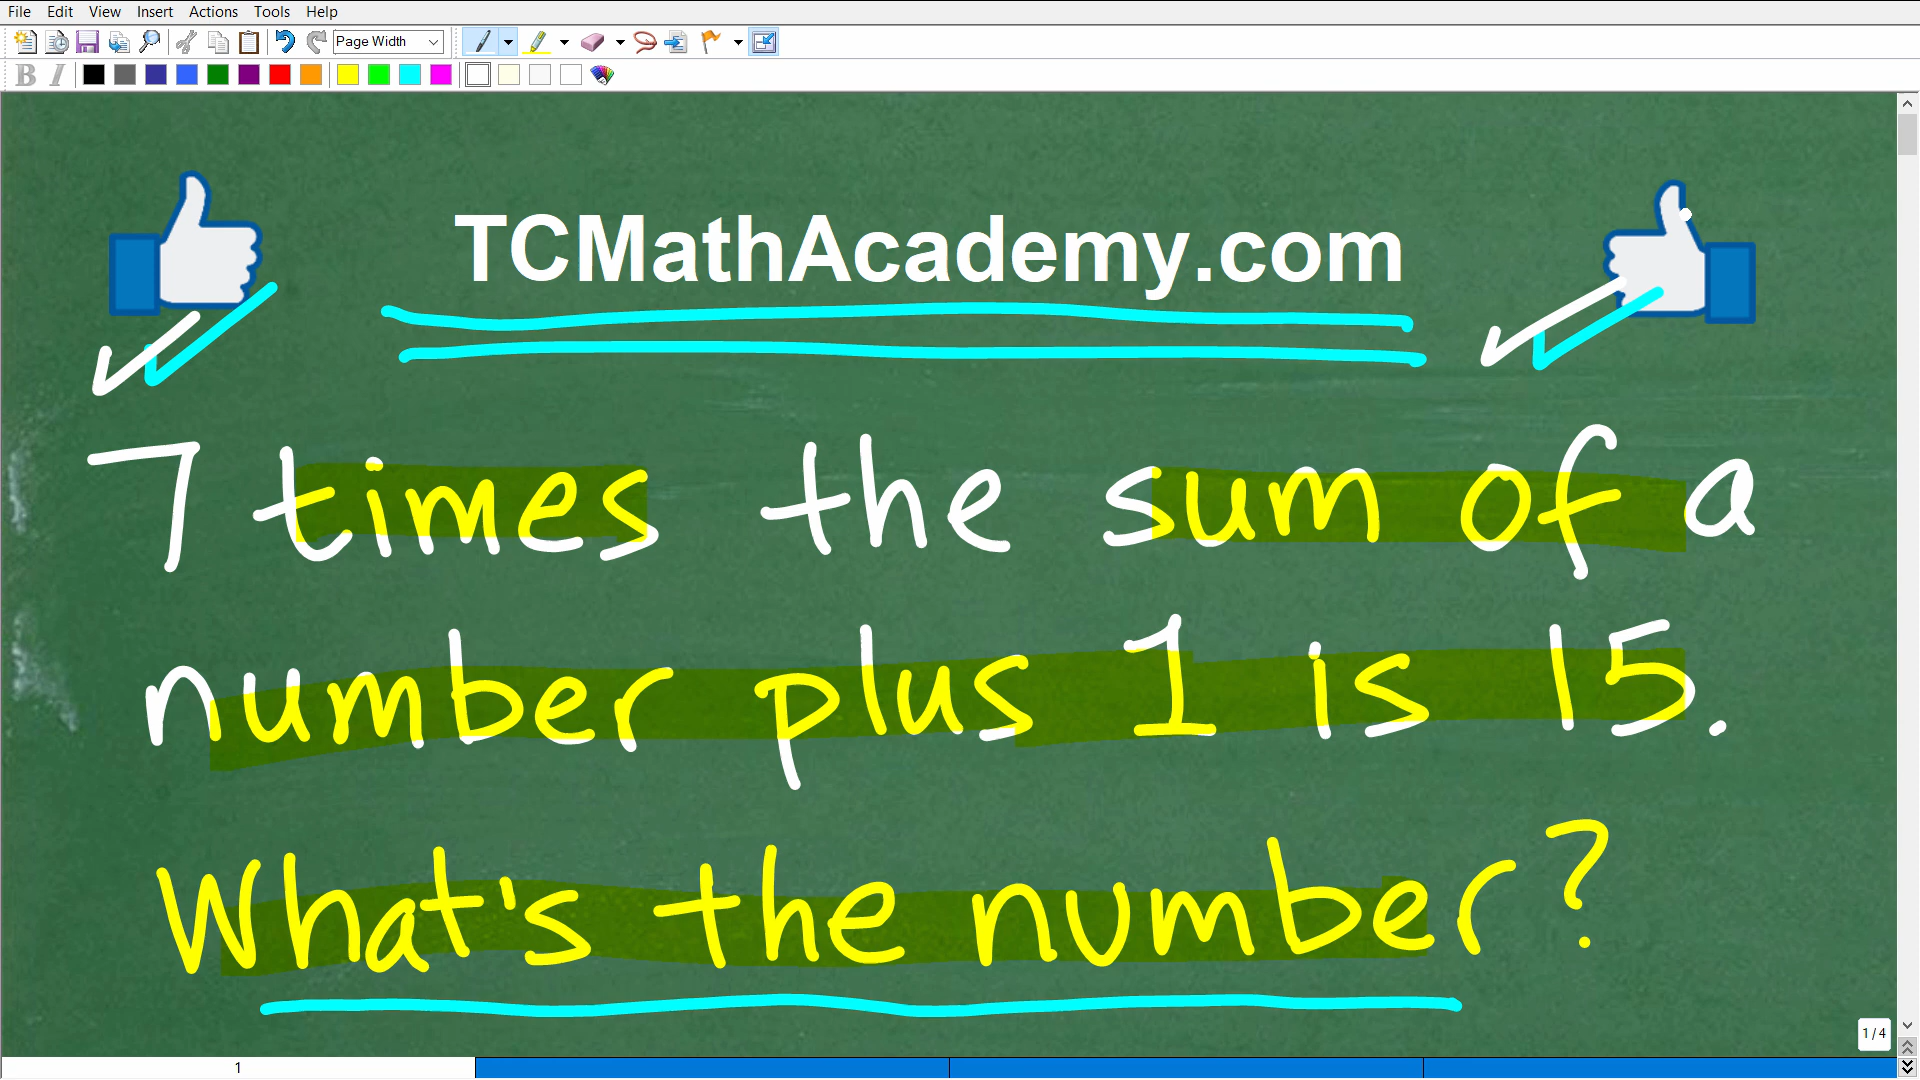 File Edit View Insert Actions Tools Help
Page Width
B I
TCMathAcademy.com
7 times the sum of a
number plus 1 is 15.
What's the number?
1 / 4
1